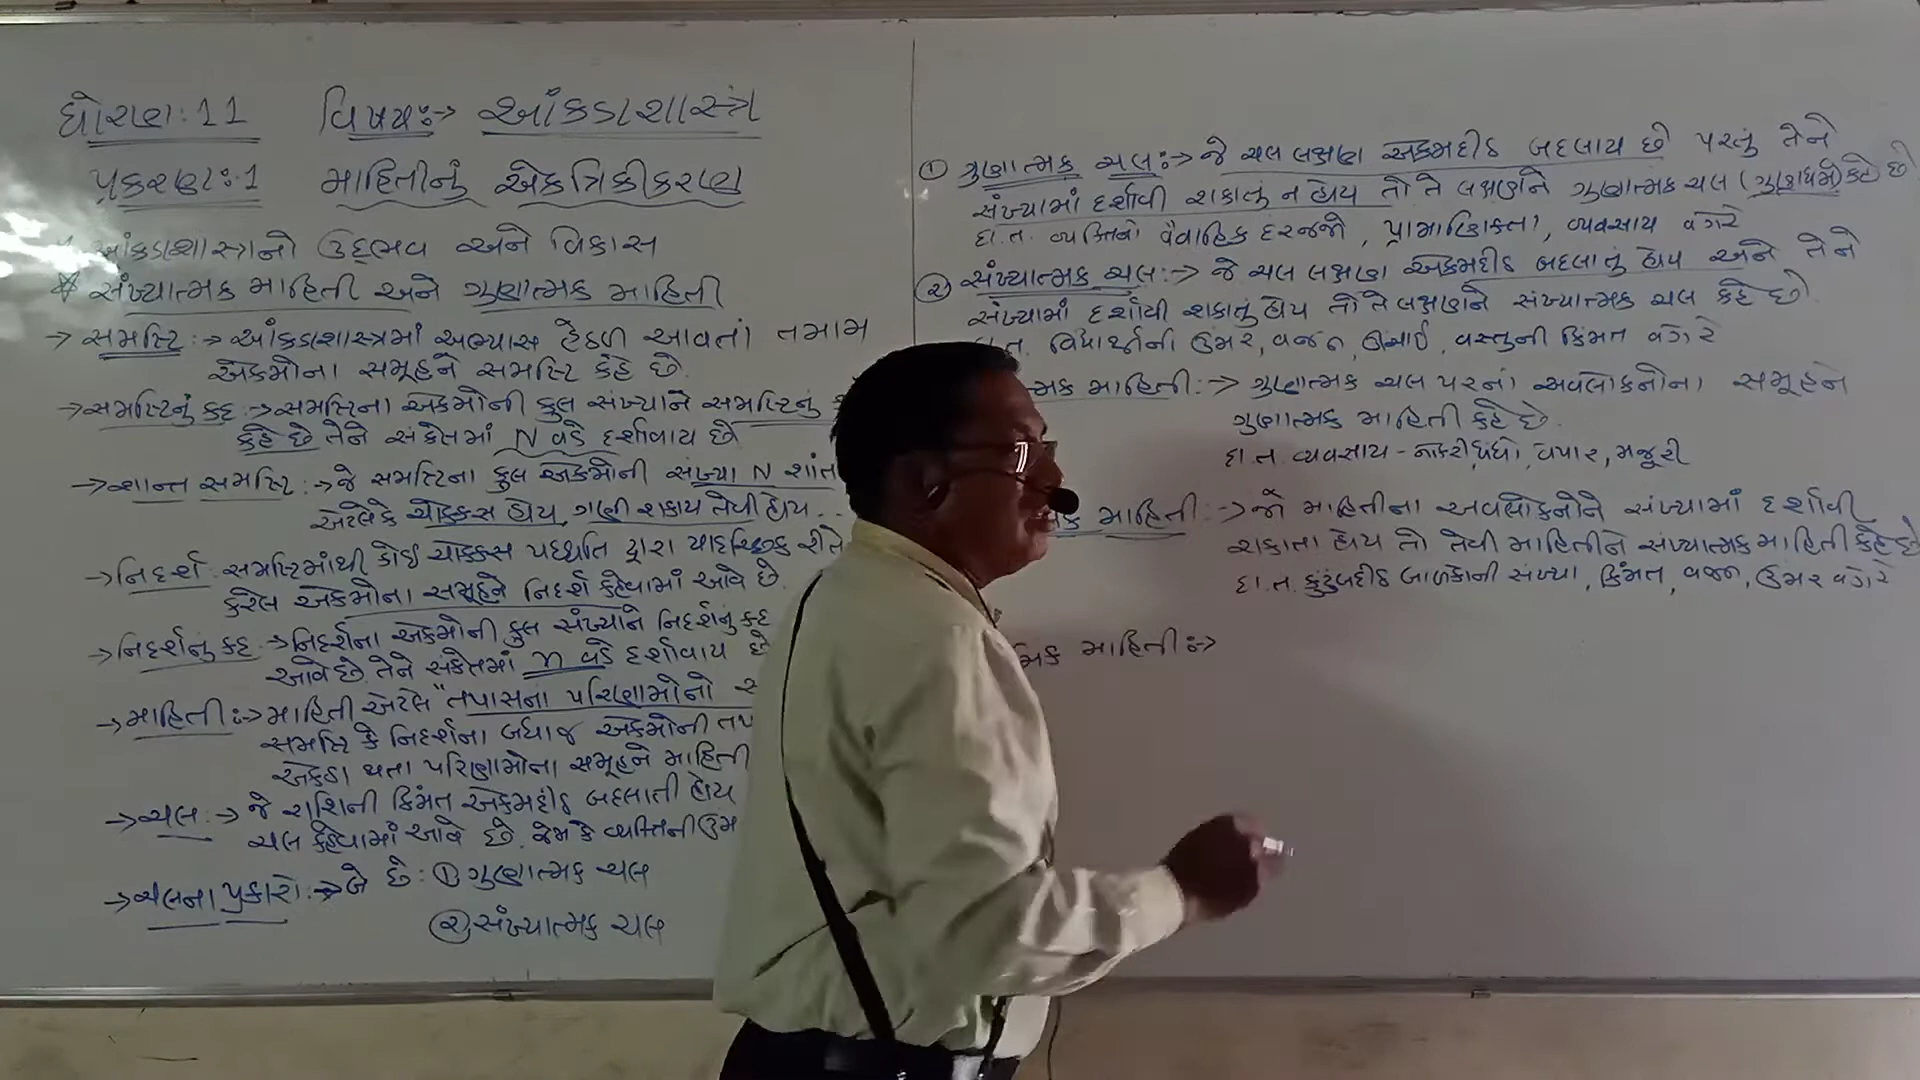 ધોરણ: 11 વિષય:→ આંકડાશાસ્ત્ર
પ્રકરણ:-1 માહિતીનું એકત્રિકીકરણ
આંકડાશાસ્ત્રનો ઉદ્ભવ અને વિકાસ
* સંખ્યાત્મક માહિતી અને ગુણાત્મક માહિતી
→ સમષ્ટિ:→ આંકડાશાસ્ત્રમાં અભ્યાસ હેઠળ આવતાં તમામ
એકમોના સમૂહને સમષ્ટિ કહે છે.
→ સમષ્ટિનું કદ → સમષ્ટિના એકમોની કુલ સંખ્યાને સમષ્ટિનું
કહે છે તેને સંકેતમાં N વડે દર્શાવાય છે
→ શાન્ત સમષ્ટિ:→ જે સમષ્ટિના કુલ એકમોની સંખ્યા N શાંત
એટલે કે ચોક્કસ હોય, ગણી શકાય તેવી હોય..
→ નિદર્શ. સમષ્ટિમાંથી કોઇ ચોક્કસ પદ્ધતિ દ્વારા યાદચ્છિક રીતે
કરેલ એકમોના સમૂહને નિદર્શ કહેવામાં આવે છે.
→ નિદર્શનું કદ → નિદર્શના એકમોની કુલ સંખ્યાને નિદર્શનું કદ
આવે છે. તેને સંકેતમાં n વડે દર્શાવાય છે
→ માહિતી:→ માહિતી એટલે "તપાસના પરિણામોનો સ
સમષ્ટિ કે નિદર્શના બધાજ એકમોની તપ
એકઠા થતા પરિણામોના સમૂહને માહિતી
→ ચલ:→ જે રાશિની કિંમત એકમદીઠ બદલાતી હોય
ચલ કહેવામાં આવે છે. જેમ કે વ્યક્તિની ઉંમ
→ ચલના પ્રકારો:→ બે છે: ① ગુણાત્મક ચલ
② સંખ્યાત્મક ચલ
① ગુણાત્મક ચલ:→ જે ચલ લક્ષણ એકમદીઠ બદલાય છે પરંતુ તેને
સંખ્યામાં દર્શાવી શકાતું ન હોય તો તે લક્ષણને ગુણાત્મક ચલ (ગુણધર્મ) કહે છે
દા.ત. વ્યક્તિનો વૈવાહિક દરજ્જો, પ્રામાણિકતા, વ્યવસાય વગેરે
② સંખ્યાત્મક ચલ:→ જે ચલ લક્ષણ એકમદીઠ બદલાતું હોય અને તેને
સંખ્યામાં દર્શાવી શકાતું હોય તો તે લક્ષણને સંખ્યાત્મક ચલ કહે છે.
.ત. વિદ્યાર્થીની ઉંમર, વજન, ઊંચાઈ, વસ્તુની કિંમત વગેરે
મક માહિતી:→ ગુણાત્મક ચલ પરનાં અવલોકનોના સમૂહને
ગુણાત્મક માહિતી કહે છે.
દા.ત. વ્યવસાય - નોકરી, ધંધો, વેપાર, મજૂરી
ક માહિતી:→ જો માહિતીના અવલોકનોને સંખ્યામાં દર્શાવી
શકાતા હોય તો તેવી માહિતીને સંખ્યાત્મક માહિતી કહે છે
દા.ત. કુટુંબદીઠ બાળકોની સંખ્યા, કિંમત, વજન, ઉંમર વગેરે
મિક માહિતી:→